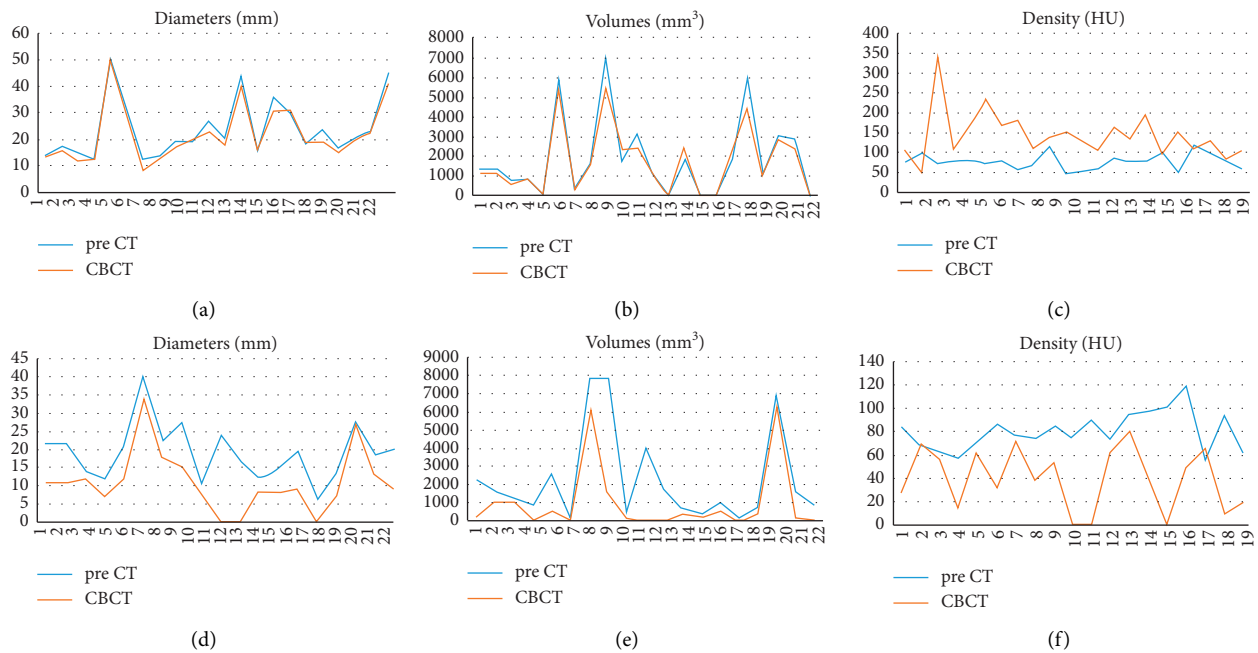 Diameters (mm)
60
50
40
30
20
10
0
1 2 3 4 5 6 7 8 9 10 11 12 13 14 15 16 17 18 19 20 21 22
pre CT
CBCT
(a)
Volumes (mm³)
8000
7000
6000
5000
4000
3000
2000
1000
0
1 2 3 4 5 6 7 8 9 10 11 12 13 14 15 16 17 18 19 20 21 22
pre CT
CBCT
(b)
Density (HU)
400
350
300
250
200
150
100
50
0
1 2 3 4 5 6 7 8 9 10 11 12 13 14 15 16 17 18 19
pre CT
CBCT
(c)
Diameters (mm)
45
40
35
30
25
20
15
10
5
0
1 2 3 4 5 6 7 8 9 10 11 12 13 14 15 16 17 18 19 20 21 22
pre CT
CBCT
(d)
Volumes (mm³)
9000
8000
7000
6000
5000
4000
3000
2000
1000
0
1 2 3 4 5 6 7 8 9 10 11 12 13 14 15 16 17 18 19 20 21 22
pre CT
CBCT
(e)
Density (HU)
140
120
100
80
60
40
20
0
1 2 3 4 5 6 7 8 9 10 11 12 13 14 15 16 17 18 19
pre CT
CBCT
(f)